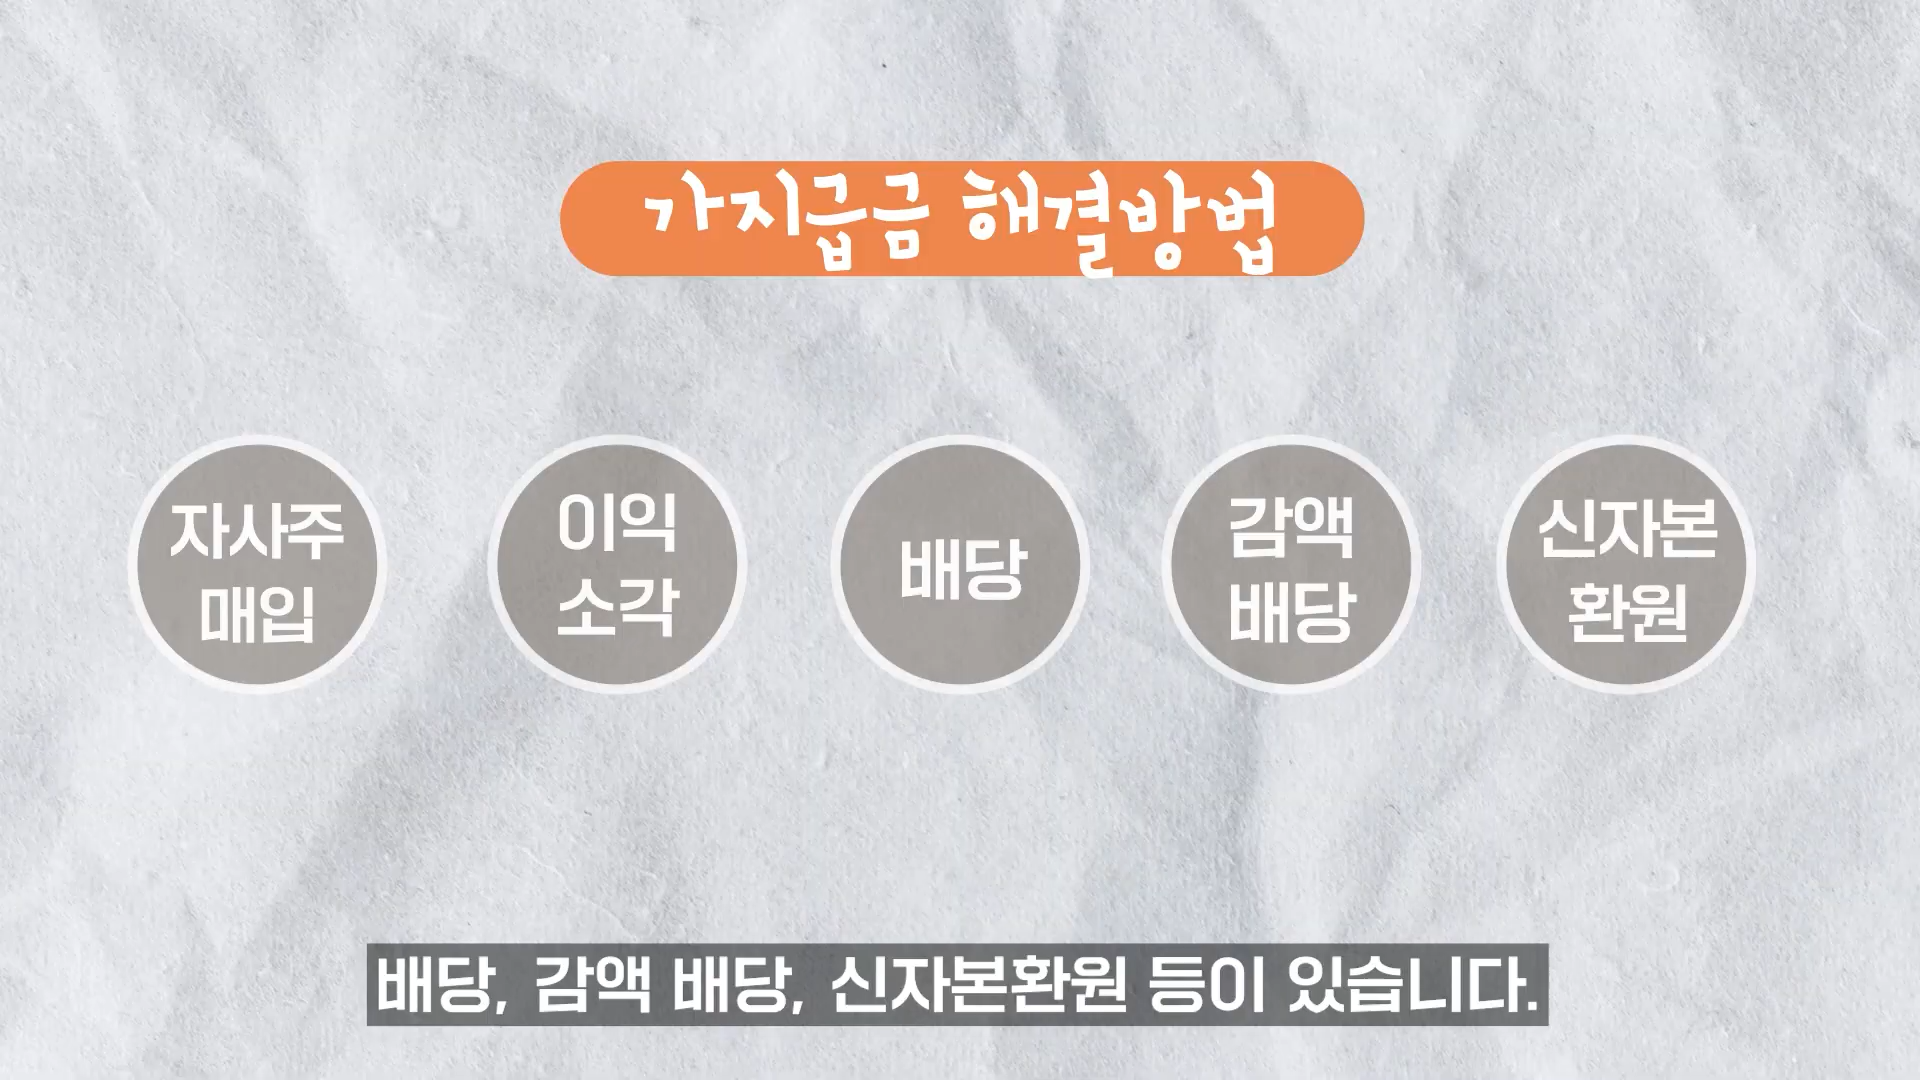 가지급금 해결방법
자사주
매입
이익
소각
배당
감액
배당
신자본
환원
배당, 감액 배당, 신자본환원 등이 있습니다.